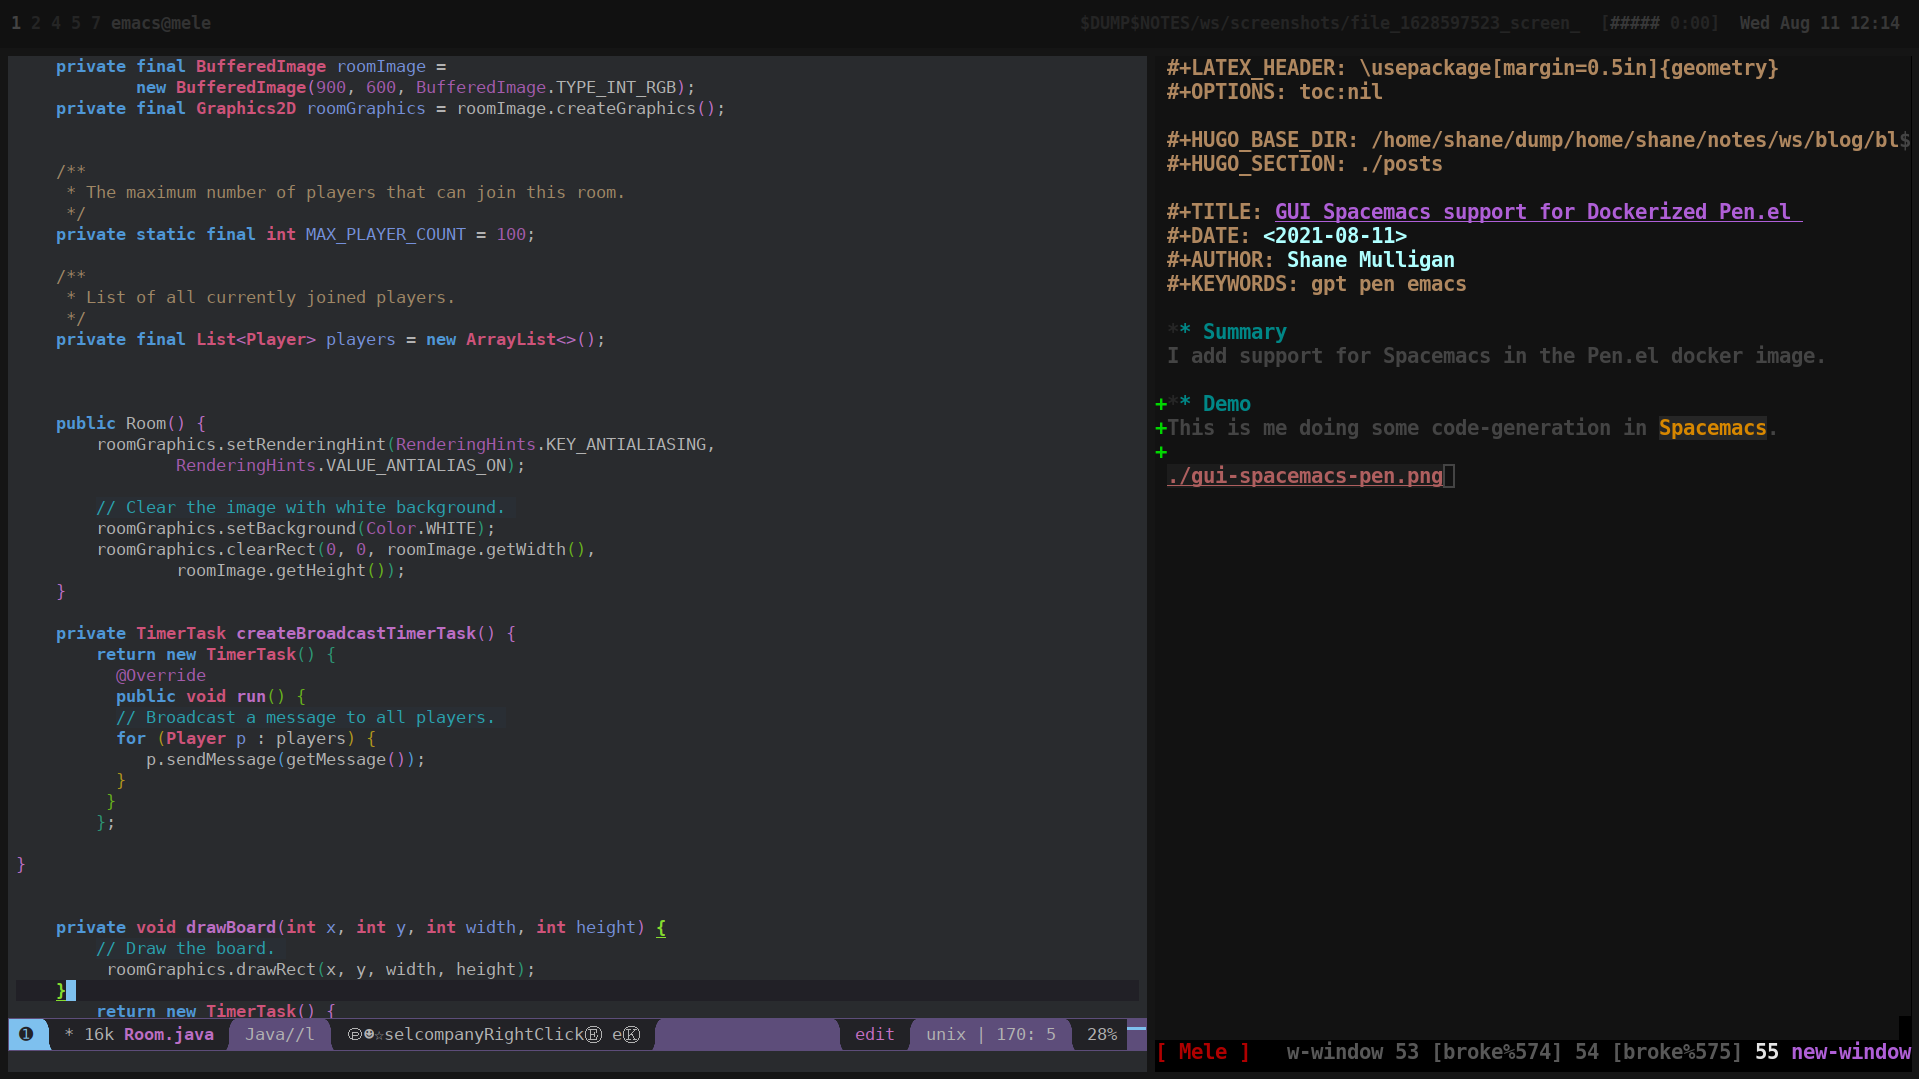 1 2 4 5 7 emacs@mele
$DUMP$NOTES/ws/screenshots/file_1628597523_screen_ [##### 0:00] Wed Aug 11 12:14
private final BufferedImage roomImage =
new BufferedImage(900, 600, BufferedImage.TYPE_INT_RGB);
private final Graphics2D roomGraphics = roomImage.createGraphics();
/**
* The maximum number of players that can join this room.
*/
private static final int MAX_PLAYER_COUNT = 100;
/**
* List of all currently joined players.
*/
private final List<Player> players = new ArrayList<>();
public Room() {
roomGraphics.setRenderingHint(RenderingHints.KEY_ANTIALIASING,
RenderingHints.VALUE_ANTIALIAS_ON);
// Clear the image with white background.
roomGraphics.setBackground(Color.WHITE);
roomGraphics.clearRect(0, 0, roomImage.getWidth(),
roomImage.getHeight());
}
private TimerTask createBroadcastTimerTask() {
return new TimerTask() {
@Override
public void run() {
// Broadcast a message to all players.
for (Player p : players) {
p.sendMessage(getMessage());
}
}
};
}
private void drawBoard(int x, int y, int width, int height) {
// Draw the board.
roomGraphics.drawRect(x, y, width, height);
}
return new TimerTask() {
➊ * 16k Room.java Java//l ⓟ☻☆selcompanyRightClickⒺ eⓀ edit unix | 170: 5 28%
#+LATEX_HEADER: \usepackage[margin=0.5in]{geometry}
#+OPTIONS: toc:nil
#+HUGO_BASE_DIR: /home/shane/dump/home/shane/notes/ws/blog/bl$
#+HUGO_SECTION: ./posts
#+TITLE: GUI Spacemacs support for Dockerized Pen.el
#+DATE: <2021-08-11>
#+AUTHOR: Shane Mulligan
#+KEYWORDS: gpt pen emacs
** Summary
I add support for Spacemacs in the Pen.el docker image.
+** Demo
+This is me doing some code-generation in Spacemacs.
+
./gui-spacemacs-pen.png
[ Mele ] w-window 53 [broke%574] 54 [broke%575] 55 new-window